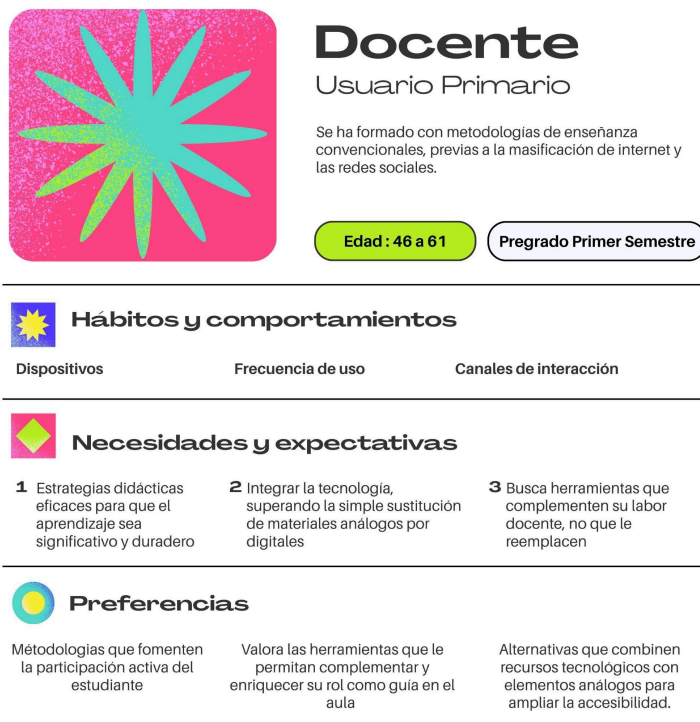 Docente
Usuario Primario
Se ha formado con metodologías de enseñanza
convencionales, previas a la masificación de internet y
las redes sociales.
Edad : 46 a 61
Pregrado Primer Semestre
Hábitos y comportamientos
Dispositivos
Frecuencia de uso
Canales de interacción
Necesidades y expectativas
1 Estrategias didácticas
eficaces para que el
aprendizaje sea
significativo y duradero
2 Integrar la tecnología,
superando la simple sustitución
de materiales análogos por
digitales
3 Busca herramientas que
complementen su labor
docente, no que le
reemplacen
Preferencias
Métodologias que fomenten
la participación activa del
estudiante
Valora las herramientas que le
permitan complementar y
enriquecer su rol como guía en el
aula
Alternativas que combinen
recursos tecnológicos con
elementos análogos para
ampliar la accesibilidad.